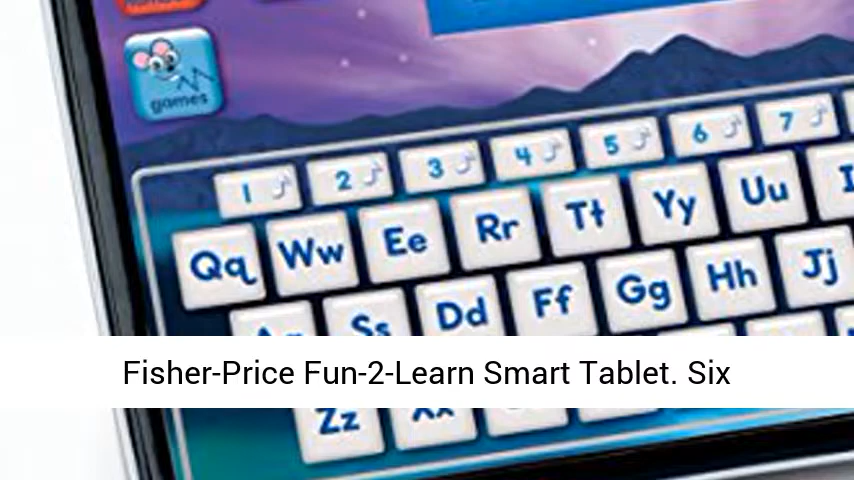 games
1 2 3 4 5 6 7
Qq Ww Ee Rr Tt Yy Uu
Ss Dd Ff Gg Hh Jj
Fisher-Price Fun-2-Learn Smart Tablet. Six
Zz Xx